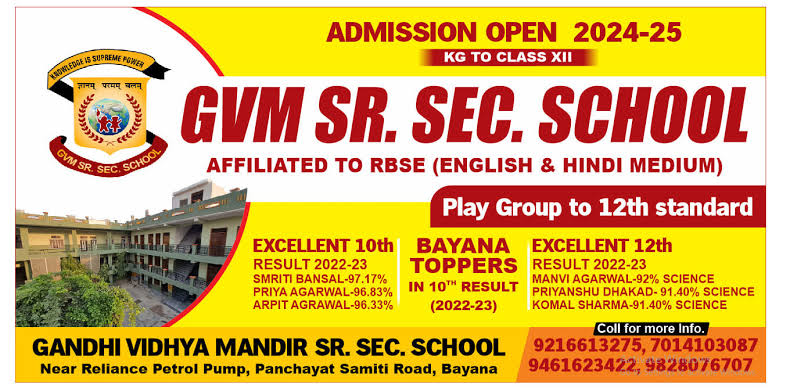 ADMISSION OPEN 2024-25
KG TO CLASS XII
KNOWLEDGE IS SUPREME POWER
ज्ञानम् परमम् बलम्
GVM SR. SEC. SCHOOL
GVM SR. SEC. SCHOOL
AFFILIATED TO RBSE (ENGLISH & HINDI MEDIUM)
Play Group to 12th standard
EXCELLENT 10th
RESULT 2022-23
SMRITI BANSAL-97.17%
PRIYA AGARWAL-96.83%
ARPIT AGRAWAL-96.33%
BAYANA
TOPPERS
IN 10TH RESULT
(2022-23)
EXCELLENT 12th
RESULT 2022-23
MANVI AGARWAL-92% SCIENCE
PRIYANSHU DHAKAD- 91.40% SCIENCE
KOMAL SHARMA-91.40% SCIENCE
GANDHI VIDHYA MANDIR SR. SEC. SCHOOL
Near Reliance Petrol Pump, Panchayat Samiti Road, Bayana
Coll for more Info.
9216613275, 7014103087
9461623422, 9828076707